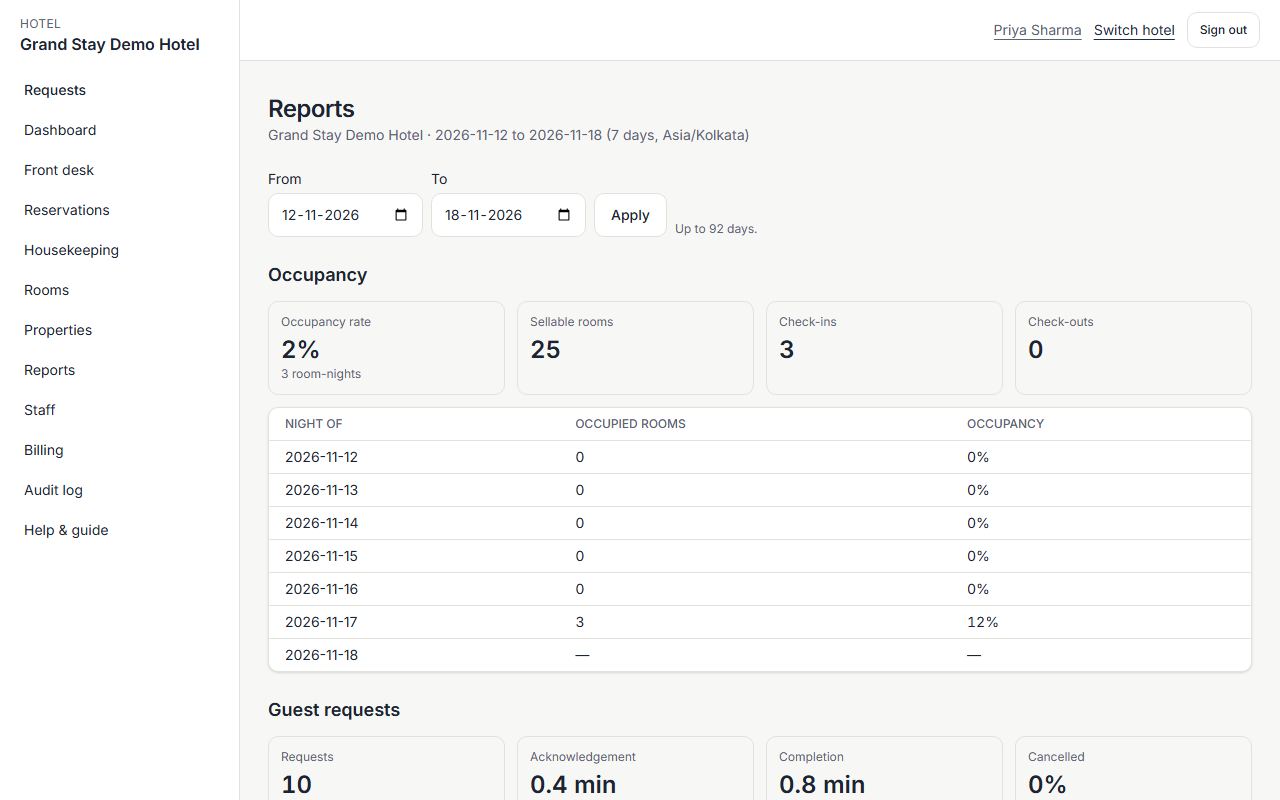 HOTEL
Grand Stay Demo Hotel
Requests
Dashboard
Front desk
Reservations
Housekeeping
Rooms
Properties
Reports
Staff
Billing
Audit log
Help & guide
Priya Sharma Switch hotel Sign out
Reports
Grand Stay Demo Hotel · 2026-11-12 to 2026-11-18 (7 days, Asia/Kolkata)
From To
12-11-2026 18-11-2026 Apply Up to 92 days.
Occupancy
Occupancy rate Sellable rooms Check-ins Check-outs
2% 25 3 0
3 room-nights
NIGHT OF OCCUPIED ROOMS OCCUPANCY
2026-11-12 0 0%
2026-11-13 0 0%
2026-11-14 0 0%
2026-11-15 0 0%
2026-11-16 0 0%
2026-11-17 3 12%
2026-11-18 — —
Guest requests
Requests Acknowledgement Completion Cancelled
10 0.4 min 0.8 min 0%